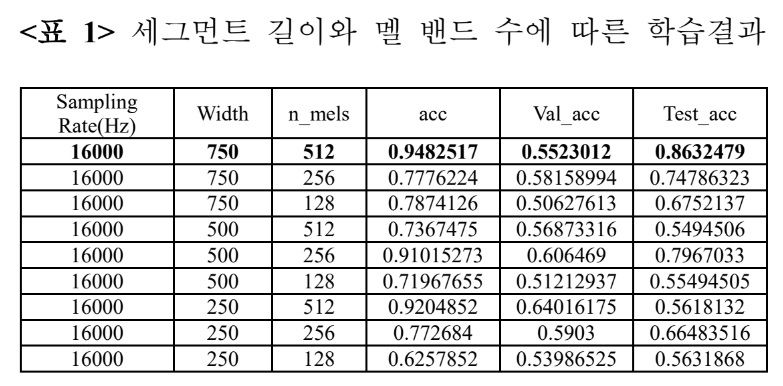 <표 1> 세그먼트 길이와 멜 밴드 수에 따른 학습결과
Sampling Rate(Hz) Width n_mels acc Val_acc Test_acc
16000 750 512 0.9482517 0.5523012 0.8632479
16000 750 256 0.7776224 0.58158994 0.74786323
16000 750 128 0.7874126 0.50627613 0.6752137
16000 500 512 0.7367475 0.56873316 0.5494506
16000 500 256 0.91015273 0.606469 0.7967033
16000 500 128 0.71967655 0.51212937 0.55494505
16000 250 512 0.9204852 0.64016175 0.5618132
16000 250 256 0.772684 0.5903 0.66483516
16000 250 128 0.6257852 0.53986525 0.5631868